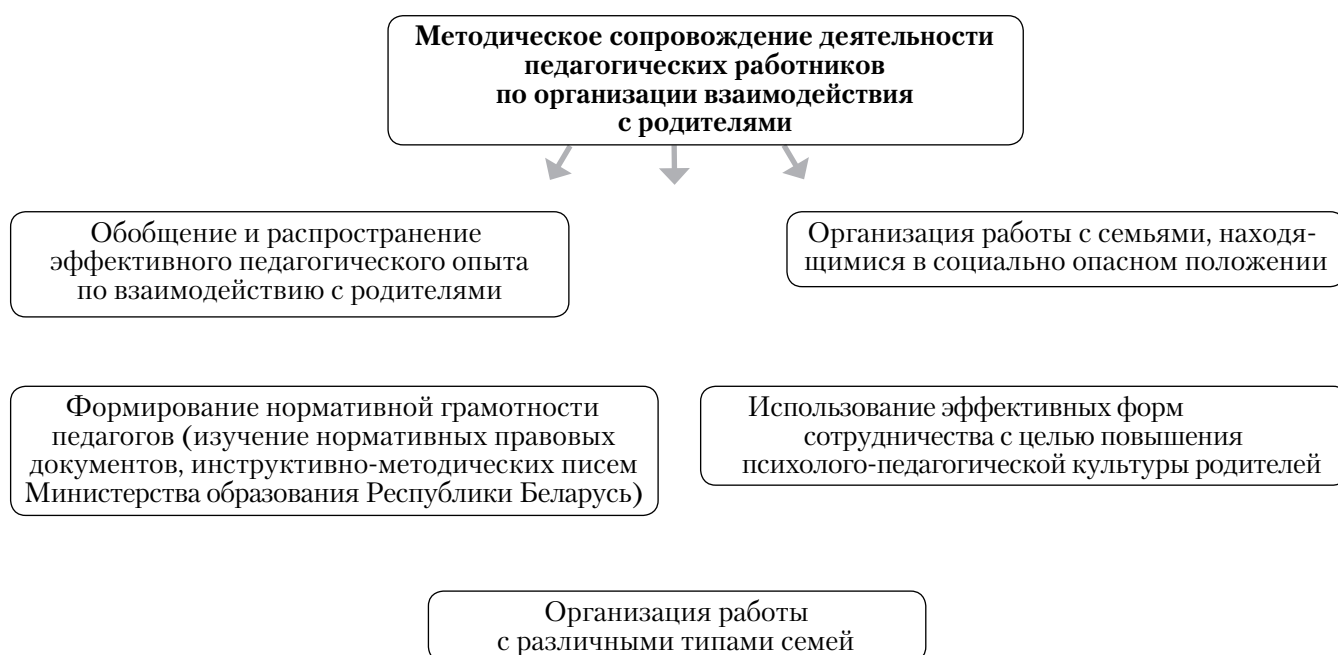 Методическое сопровождение деятельности
педагогических работников
по организации взаимодействия
с родителями
Обобщение и распространение
эффективного педагогического опыта
по взаимодействию с родителями
Организация работы с семьями, находя-
щимися в социально опасном положении
Формирование нормативной грамотности
педагогов (изучение нормативных правовых
документов, инструктивно-методических писем
Министерства образования Республики Беларусь)
Использование эффективных форм
сотрудничества с целью повышения
психолого-педагогической культуры родителей
Организация работы
с различными типами семей